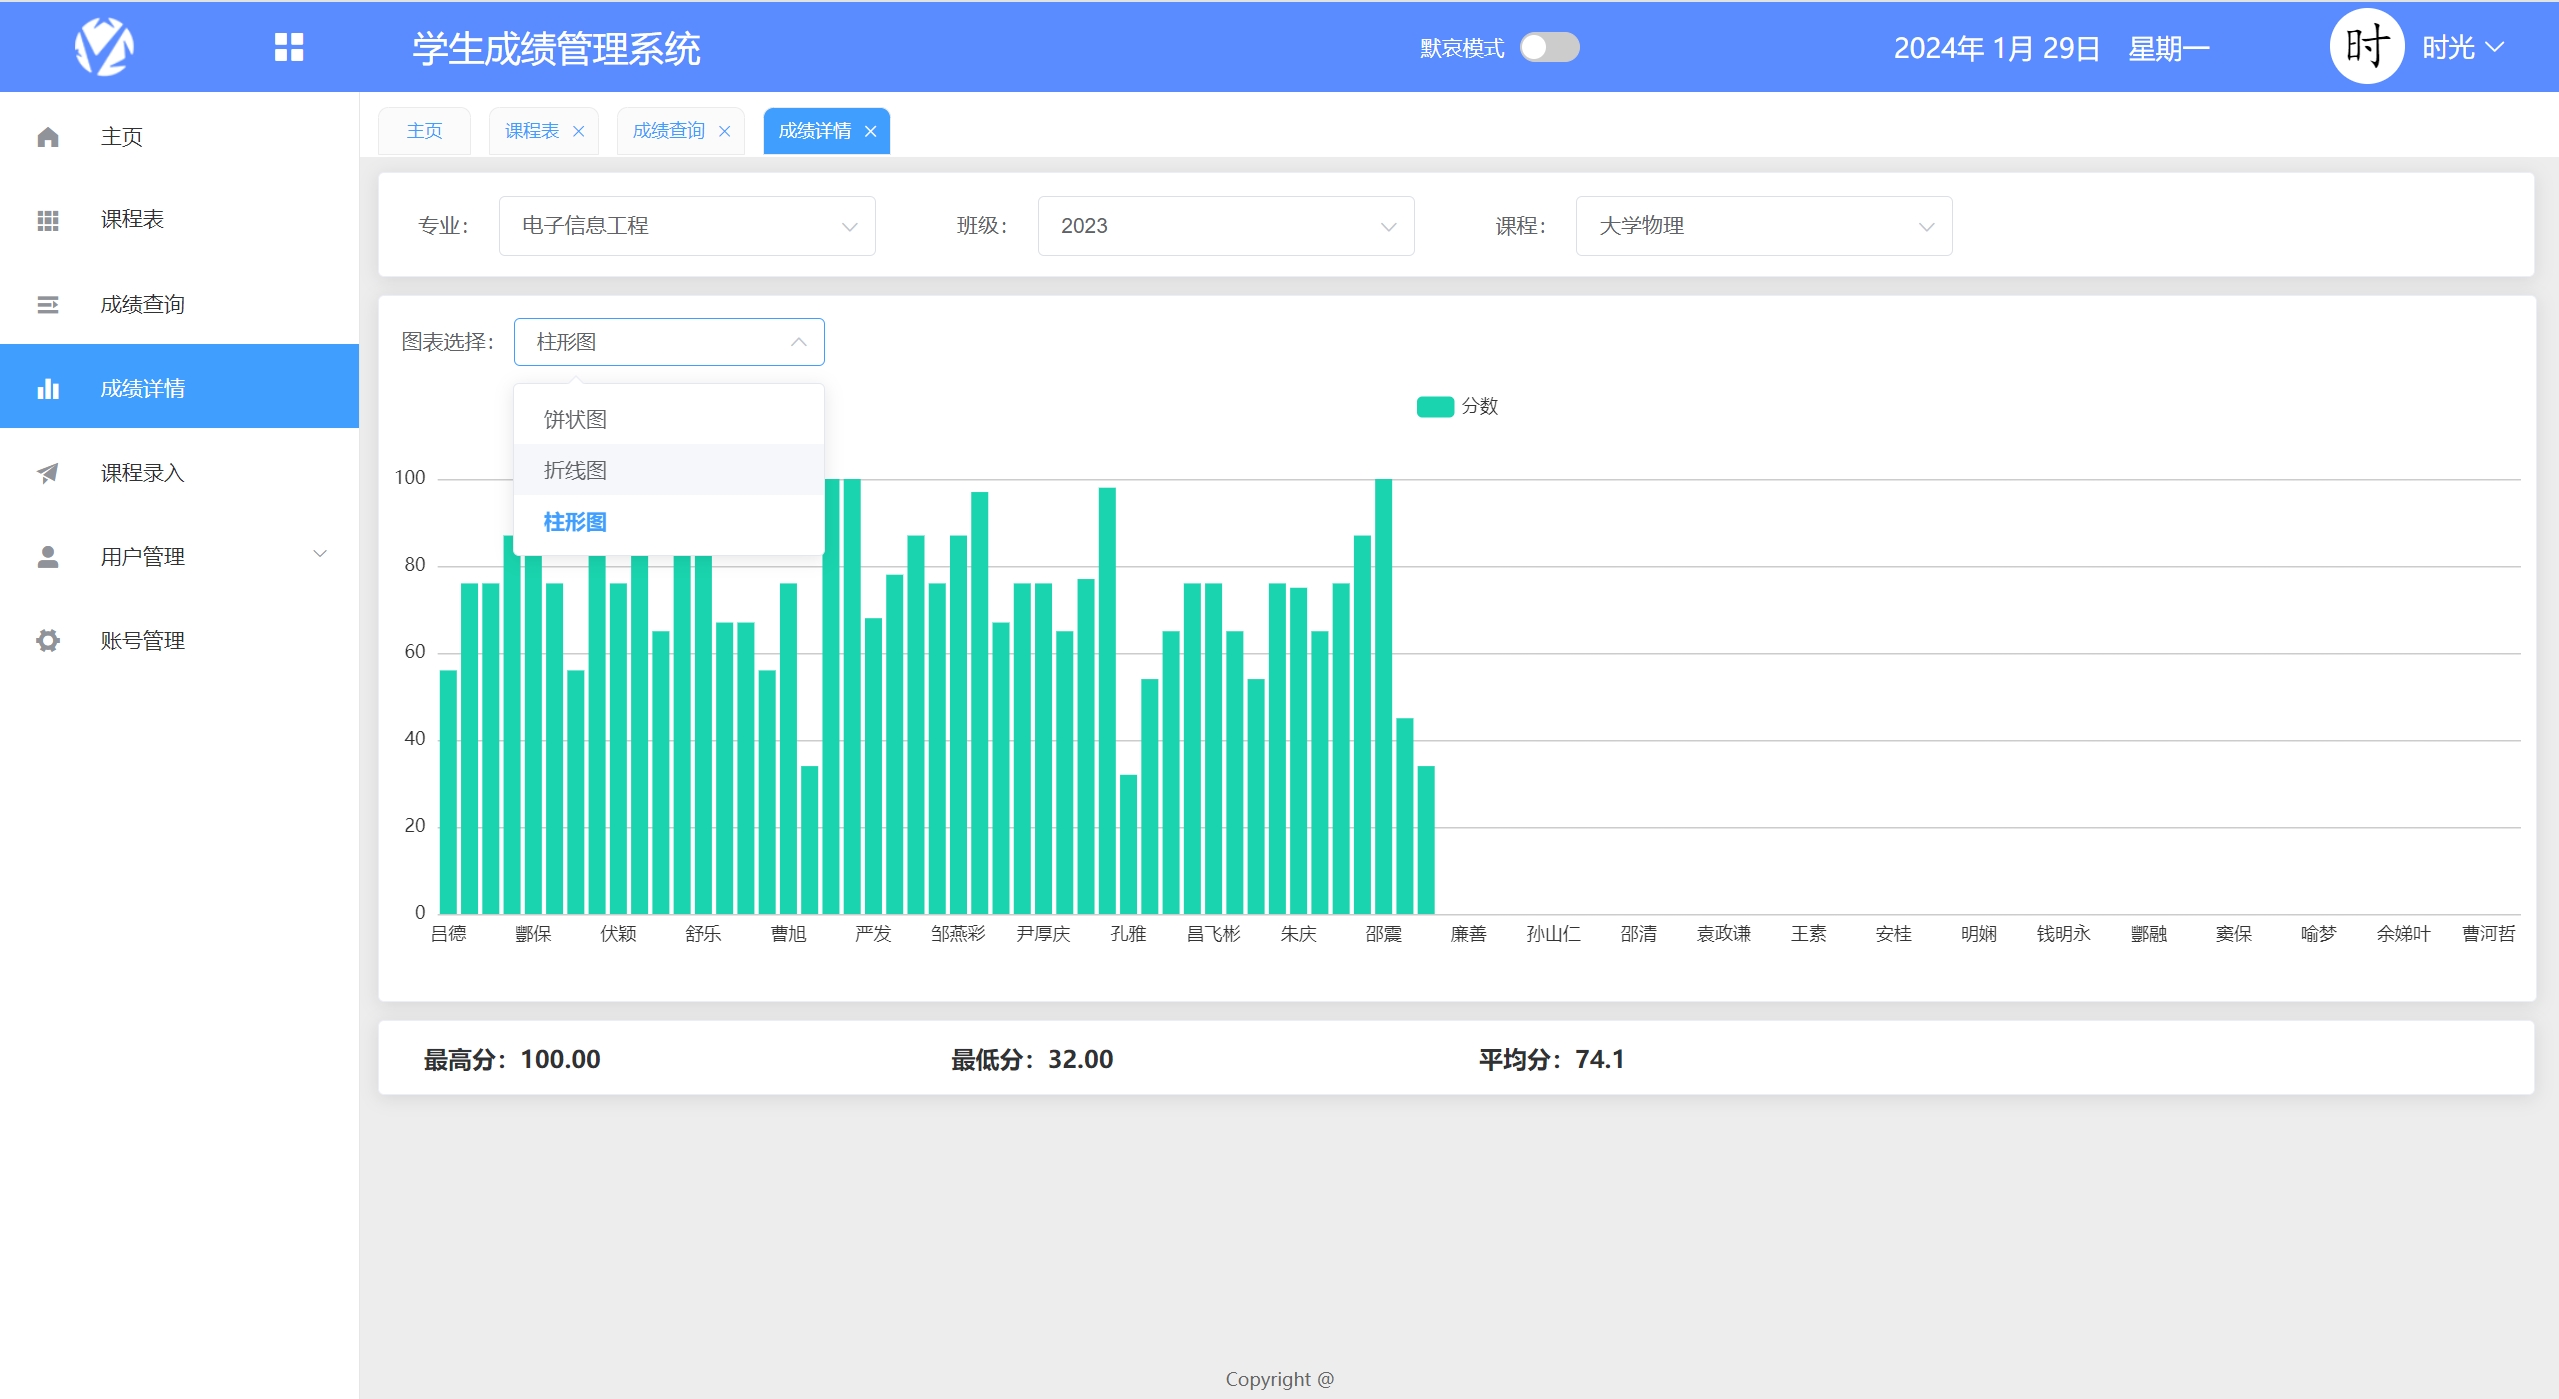 学生成绩管理系统
默哀模式
2024年 1月 29日 星期一
时
时光
主页
课程表
成绩查询
成绩详情
课程录入
用户管理
账号管理
主页
课程表
成绩查询
成绩详情
专业：
电子信息工程
班级：
2023
课程：
大学物理
图表选择：
柱形图
饼状图
折线图
柱形图
分数
100
80
60
40
20
0
吕德
酆保
伏颖
舒乐
曹旭
严发
邹燕彩
尹厚庆
孔雅
昌飞彬
朱庆
邵震
廉善
孙山仁
邵清
袁政谦
王素
安桂
明娴
钱明永
酆融
窦保
喻梦
余娣叶
曹河哲
最高分：100.00
最低分：32.00
平均分：74.1
Copyright @